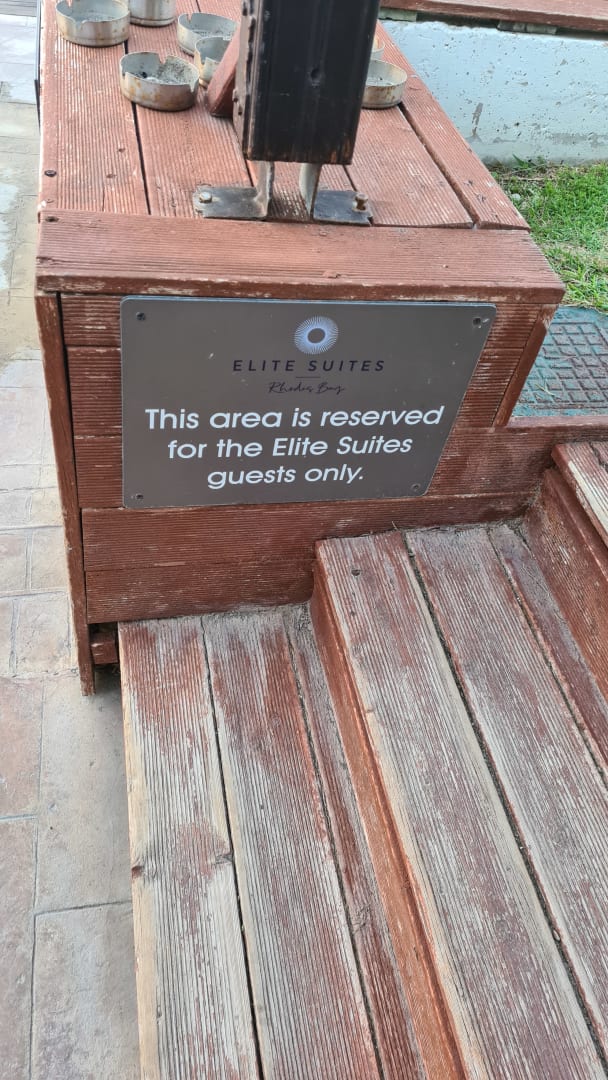 ELITE SUITES
Rhodes Bay
This area is reserved
for the Elite Suites
guests only.